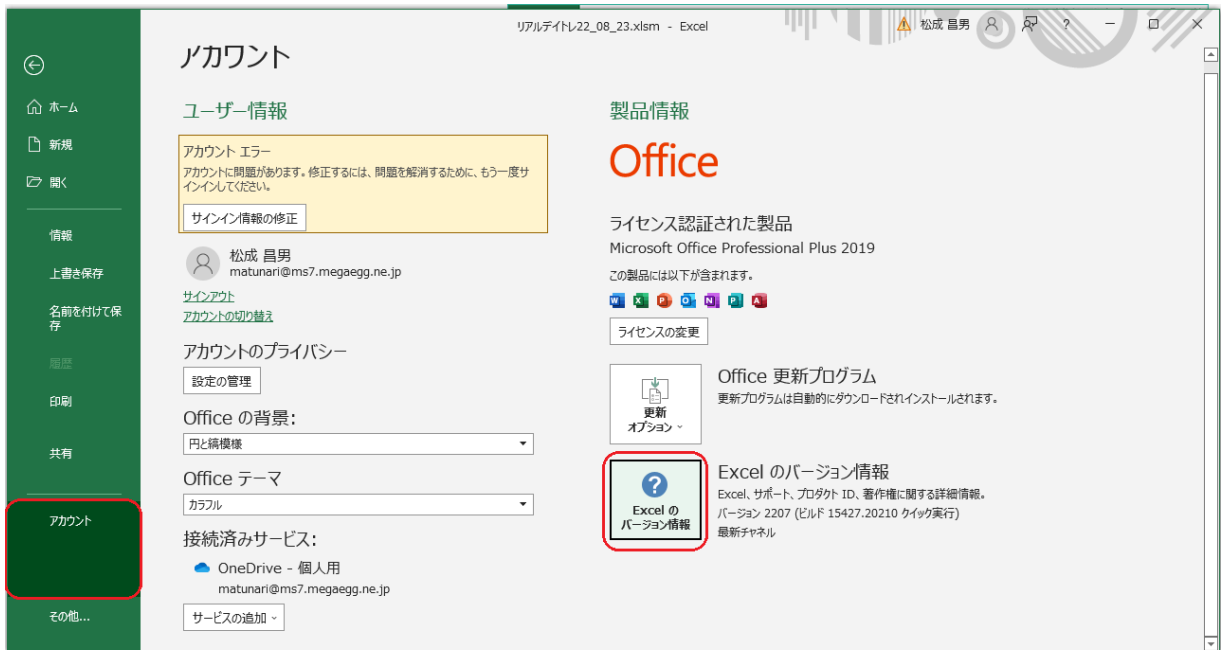 リアルデイトレ22_08_23.xlsm - Excel
松成 昌男
?
アカウント
ホーム
新規
開く
情報
上書き保存
名前を付けて保
存
履歴
印刷
共有
アカウント
その他...
ユーザー情報
アカウント エラー
アカウントに問題があります。修正するには、問題を解消するために、もう一度サ
インインしてください。
サインイン情報の修正
松成 昌男
matunari@ms7.megaegg.ne.jp
サインアウト
アカウントの切り替え
アカウントのプライバシー
設定の管理
Office の背景:
円と縞模様
Office テーマ
カラフル
接続済みサービス:
OneDrive - 個人用
matunari@ms7.megaegg.ne.jp
サービスの追加
製品情報
Office
ライセンス認証された製品
Microsoft Office Professional Plus 2019
この製品には以下が含まれます。
ライセンスの変更
更新
オプション
Office 更新プログラム
更新プログラムは自動的にダウンロードされインストールされます。
Excel の
バージョン情報
Excel のバージョン情報
Excel、サポート、プロダクト ID、著作権に関する詳細情報。
バージョン 2207 (ビルド 15427.20210 クイック実行)
最新チャネル